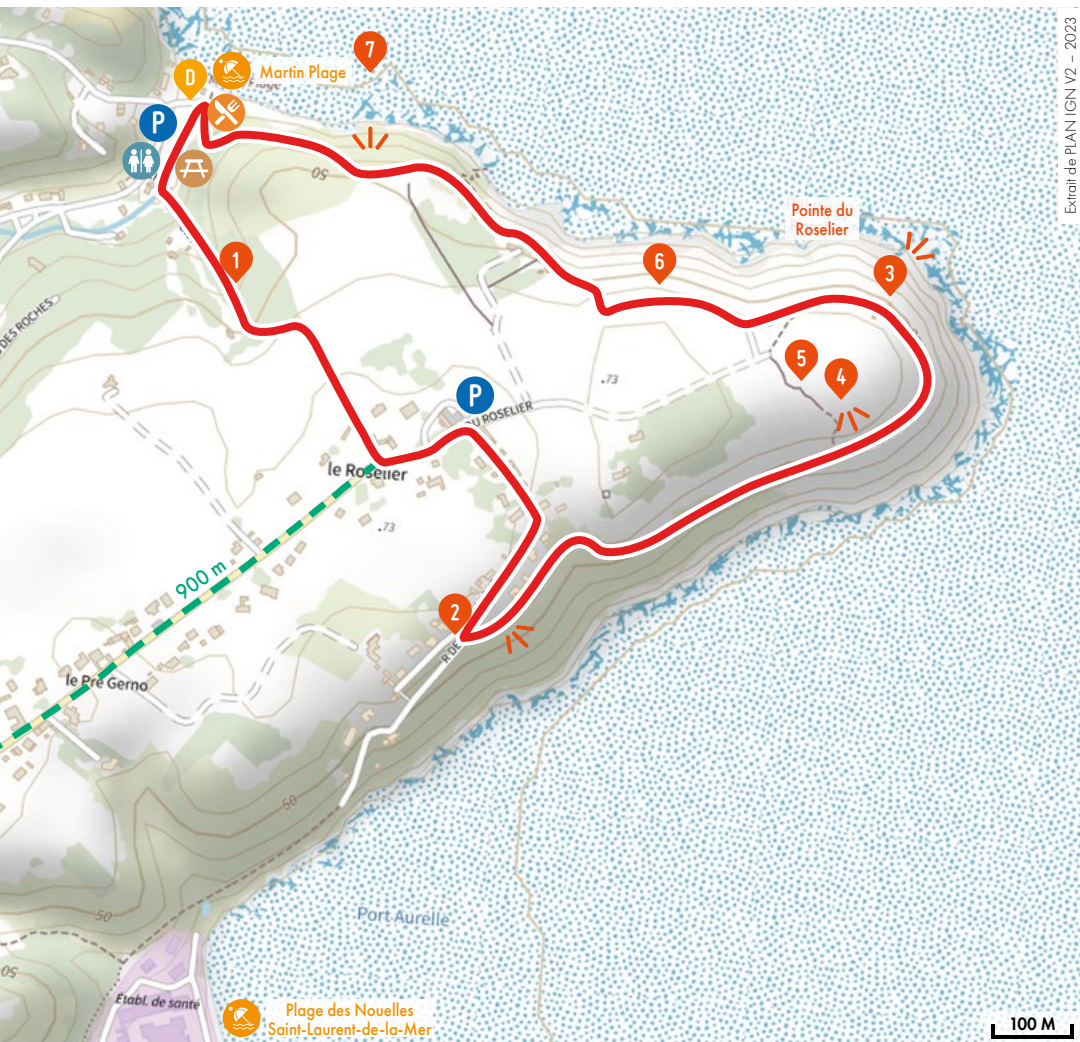 Extrait de PLAN IGN V2 – 2023
7
D
Martin Plage
P
50
1
Pointe du
Roselier
6
3
DES ROCHES
5
4
.73
P
DU ROSELIER
le Roselier
.73
900 m
2
R DE
le Pré Gerno
50
50
50
Port Aurelle
Établ. de santé
Plage des Nouelles
Saint-Laurent-de-la-Mer
100 M